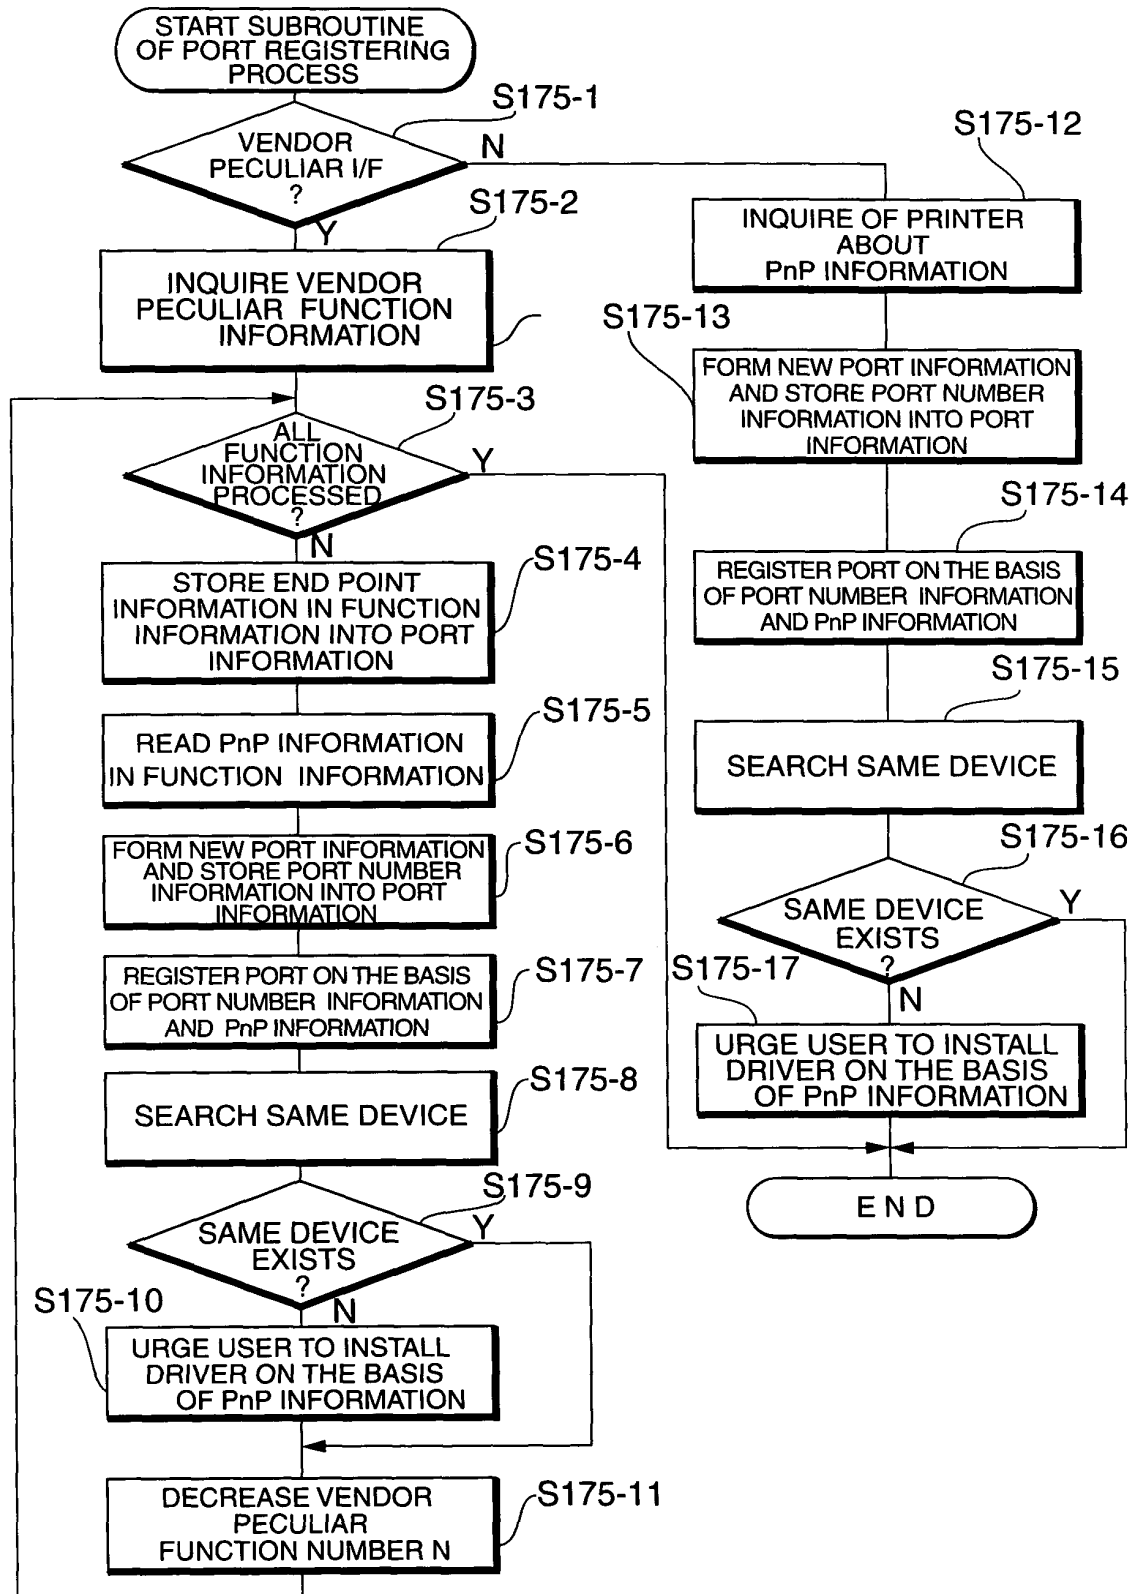 START SUBROUTINE
OF PORT REGISTERING
PROCESS
S175-1
VENDOR
PECULIAR I/F
?
N
Y
S175-2
INQUIRE VENDOR
PECULIAR FUNCTION
INFORMATION
S175-3
ALL
FUNCTION
INFORMATION
PROCESSED
?
Y
N
S175-4
STORE END POINT
INFORMATION IN FUNCTION
INFORMATION INTO PORT
INFORMATION
S175-5
READ PnP INFORMATION
IN FUNCTION INFORMATION
S175-6
FORM NEW PORT INFORMATION
AND STORE PORT NUMBER
INFORMATION INTO PORT
INFORMATION
S175-7
REGISTER PORT ON THE BASIS
OF PORT NUMBER INFORMATION
AND PnP INFORMATION
S175-8
SEARCH SAME DEVICE
S175-9
SAME DEVICE
EXISTS
?
Y
N
S175-10
URGE USER TO INSTALL
DRIVER ON THE BASIS
OF PnP INFORMATION
S175-11
DECREASE VENDOR
PECULIAR
FUNCTION NUMBER N
S175-12
INQUIRE OF PRINTER
ABOUT
PnP INFORMATION
S175-13
FORM NEW PORT INFORMATION
AND STORE PORT NUMBER
INFORMATION INTO PORT
INFORMATION
S175-14
REGISTER PORT ON THE BASIS
OF PORT NUMBER INFORMATION
AND PnP INFORMATION
S175-15
SEARCH SAME DEVICE
S175-16
SAME DEVICE
EXISTS
?
Y
N
S175-17
URGE USER TO INSTALL
DRIVER ON THE BASIS
OF PnP INFORMATION
END